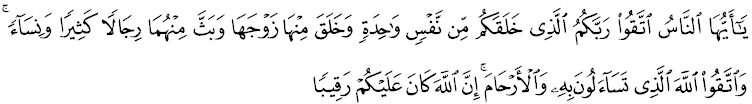 يَٰٓأَيُّهَا ٱلنَّاسُ ٱتَّقُوا۟ رَبَّكُمُ ٱلَّذِى خَلَقَكُم مِّن نَّفْسٍ وَٰحِدَةٍ وَخَلَقَ مِنْهَا زَوْجَهَا وَبَثَّ مِنْهُمَا رِجَالًا كَثِيرًا وَنِسَآءً ۚ
وَٱتَّقُوا۟ ٱللَّهَ ٱلَّذِى تَسَآءَلُونَ بِهِۦ وَٱلْأَرْحَامَ ۚ إِنَّ ٱللَّهَ كَانَ عَلَيْكُمْ رَقِيبًا